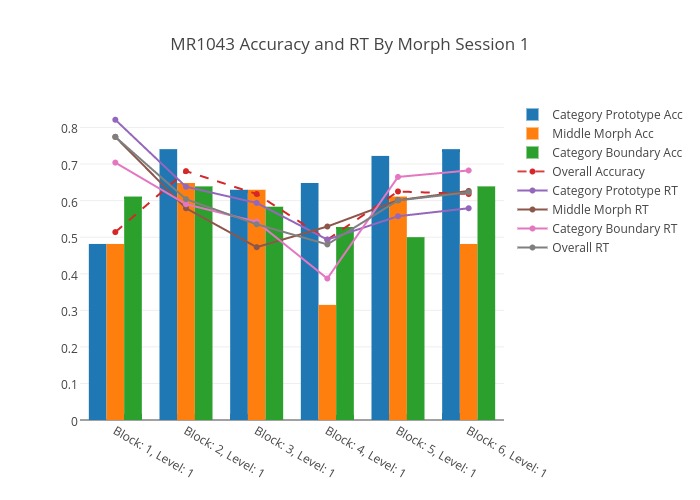 MR1043 Accuracy and RT By Morph Session 1
Category Prototype Acc
Middle Morph Acc
Category Boundary Acc
Overall Accuracy
Category Prototype RT
Middle Morph RT
Category Boundary RT
Overall RT
0.8
0.7
0.6
0.5
0.4
0.3
0.2
0.1
0
Block: 1, Level: 1
Block: 2, Level: 1
Block: 3, Level: 1
Block: 4, Level: 1
Block: 5, Level: 1
Block: 6, Level: 1